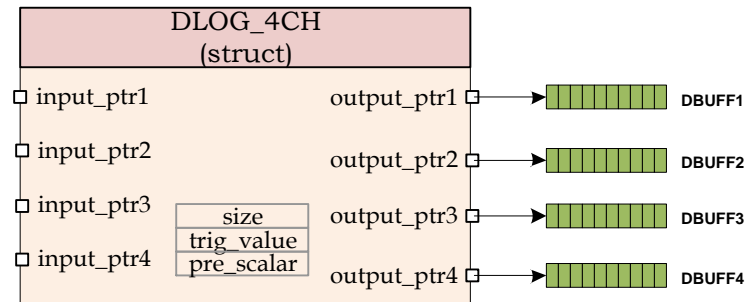 DLOG_4CH
(struct)
input_ptr1
output_ptr1
DBUFF1
input_ptr2
output_ptr2
DBUFF2
input_ptr3
output_ptr3
DBUFF3
size
trig_value
input_ptr4
pre_scalar
output_ptr4
DBUFF4